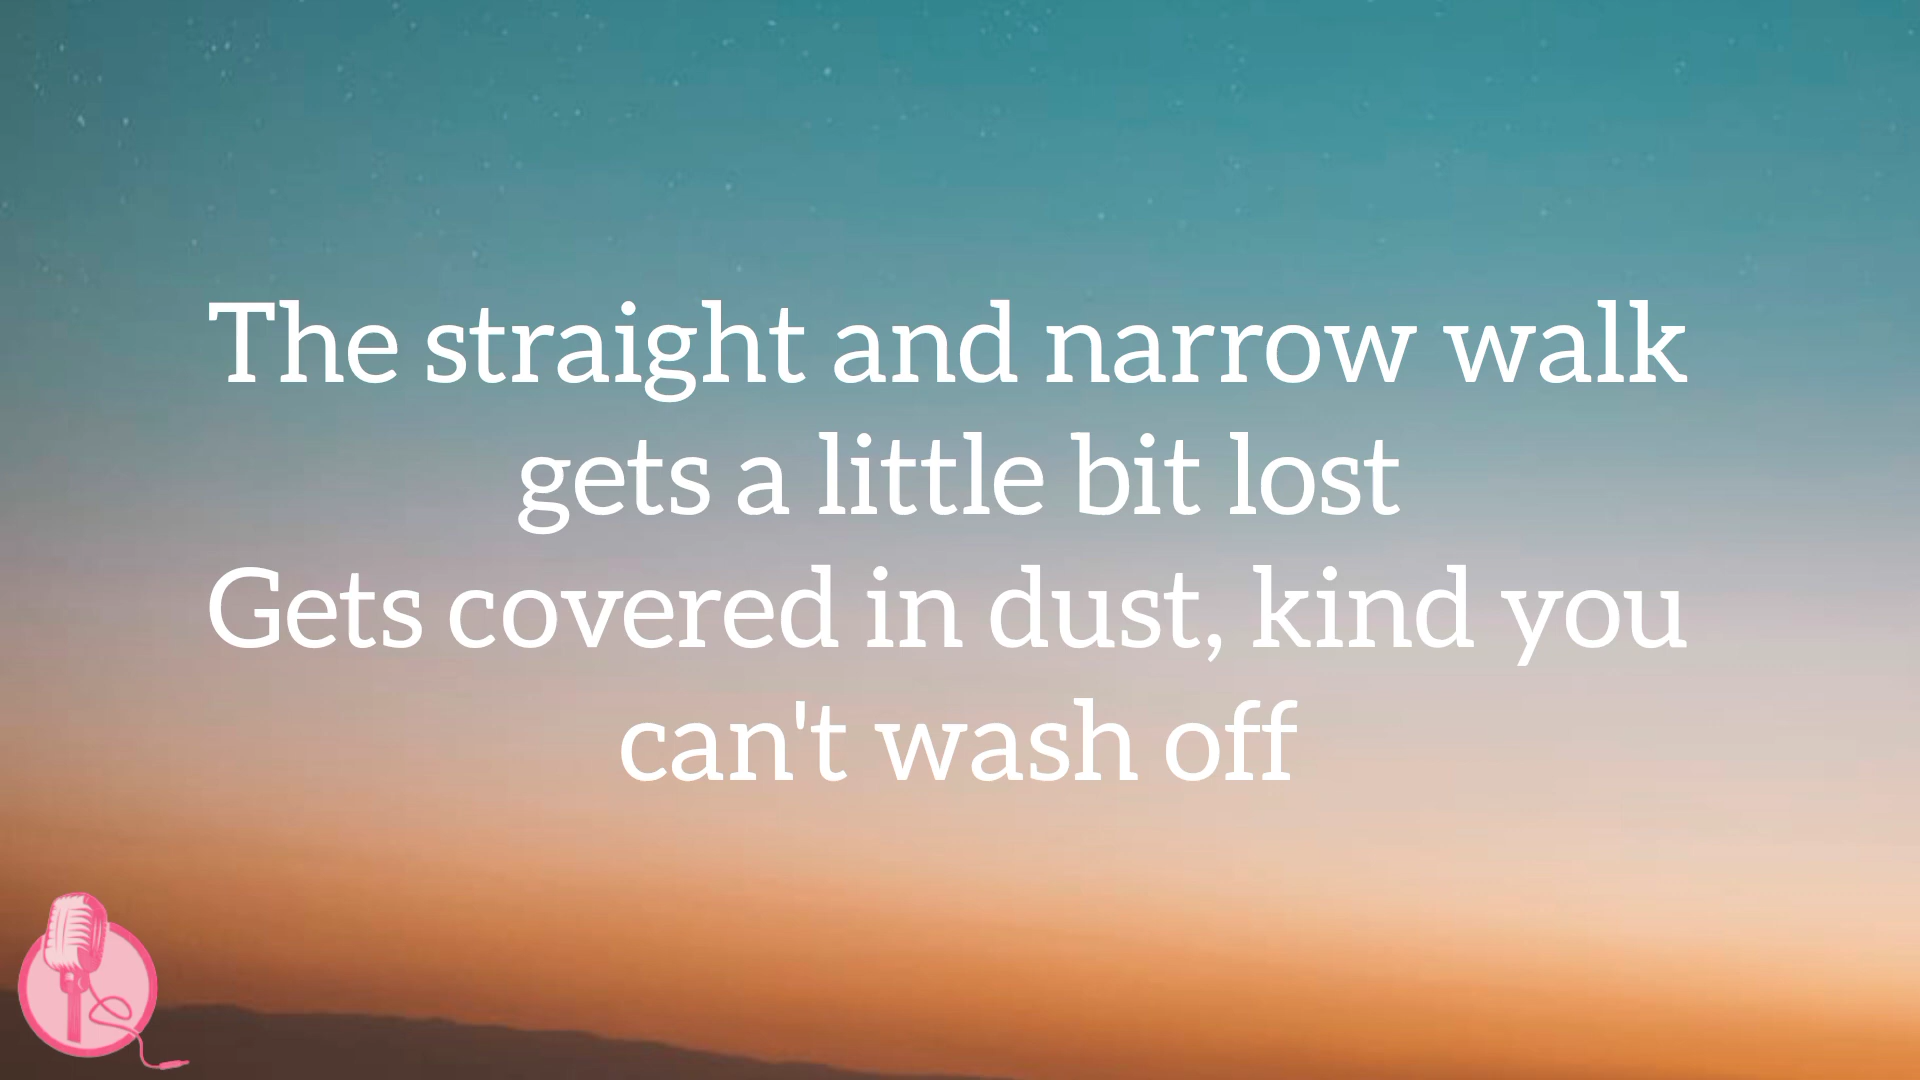 The straight and narrow walk
gets a little bit lost
Gets covered in dust, kind you
can't wash off